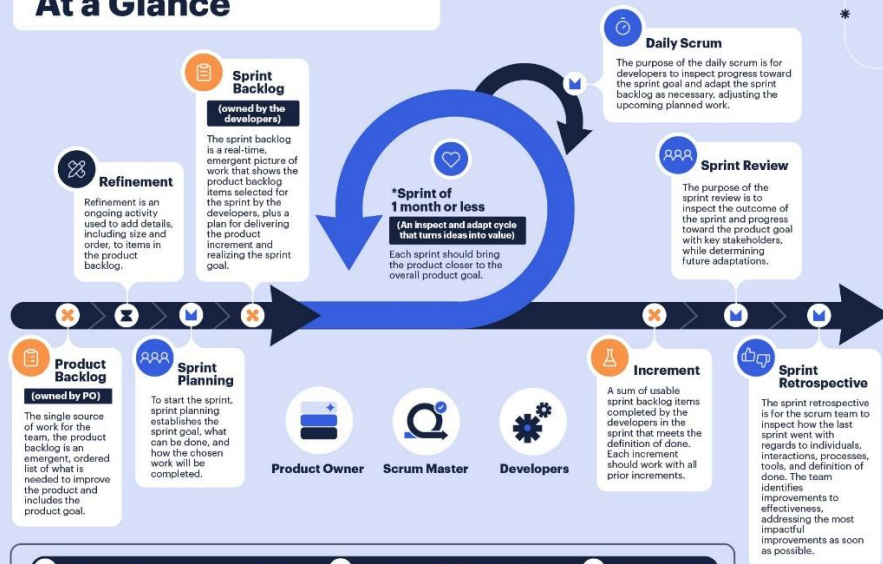 At a Glance
Daily Scrum
The purpose of the daily scrum is for
developers to inspect progress toward
the sprint goal and adapt the sprint
backlog as necessary, adjusting the
upcoming planned work.
Sprint
Backlog
(owned by the
developers)
The sprint backlog
is a real-time,
emergent picture of
work that shows the
product backlog
items selected for
the sprint by the
developers, plus a
plan for delivering
the product
increment and
realizing the sprint
goal.
Refinement
Refinement is an
ongoing activity
used to add details,
including size and
order, to items in
the product
backlog.
*Sprint of
1 month or less
(An inspect and adapt cycle
that turns ideas into value)
Each sprint should bring
the product closer to the
overall product goal.
Sprint Review
The purpose of the
sprint review is to
inspect the outcome of
the sprint and progress
toward the product goal
with key stakeholders,
while determining
future adaptations.
Product
Backlog
(owned by PO)
The single source
of work for the
team, the product
backlog is an
emergent, ordered
list of what is
needed to improve
the product and
includes the
product goal.
Sprint
Planning
To start the sprint,
sprint planning
establishes the
sprint goal, what
can be done, and
how the chosen
work will be
completed.
Product Owner
Scrum Master
Developers
Increment
A sum of usable
sprint backlog items
completed by the
developers in the
sprint that meets the
definition of done.
Each increment
should work with all
prior increments.
Sprint
Retrospective
The sprint retrospective
is for the scrum team to
inspect how the last
sprint went with
regards to individuals,
interactions, processes,
tools, and definition of
done. The team
identifies
improvements to
effectiveness,
addressing the most
impactful
improvements as soon
as possible.